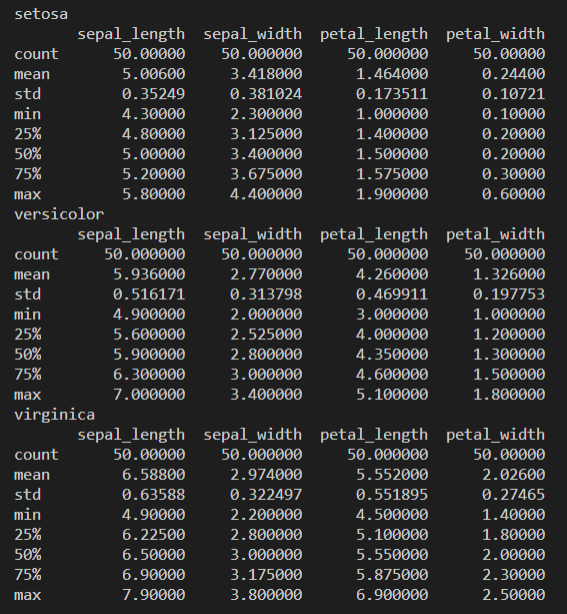 setosa
sepal_length sepal_width petal_length petal_width
count 50.00000 50.000000 50.000000 50.00000
mean 5.00600 3.418000 1.464000 0.24400
std 0.35249 0.381024 0.173511 0.10721
min 4.30000 2.300000 1.000000 0.10000
25% 4.80000 3.125000 1.400000 0.20000
50% 5.00000 3.400000 1.500000 0.20000
75% 5.20000 3.675000 1.575000 0.30000
max 5.80000 4.400000 1.900000 0.60000
versicolor
sepal_length sepal_width petal_length petal_width
count 50.000000 50.000000 50.000000 50.000000
mean 5.936000 2.770000 4.260000 1.326000
std 0.516171 0.313798 0.469911 0.197753
min 4.900000 2.000000 3.000000 1.000000
25% 5.600000 2.525000 4.000000 1.200000
50% 5.900000 2.800000 4.350000 1.300000
75% 6.300000 3.000000 4.600000 1.500000
max 7.000000 3.400000 5.100000 1.800000
virginica
sepal_length sepal_width petal_length petal_width
count 50.00000 50.000000 50.000000 50.00000
mean 6.58800 2.974000 5.552000 2.02600
std 0.63588 0.322497 0.551895 0.27465
min 4.90000 2.200000 4.500000 1.40000
25% 6.22500 2.800000 5.100000 1.80000
50% 6.50000 3.000000 5.550000 2.00000
75% 6.90000 3.175000 5.875000 2.30000
max 7.90000 3.800000 6.900000 2.50000